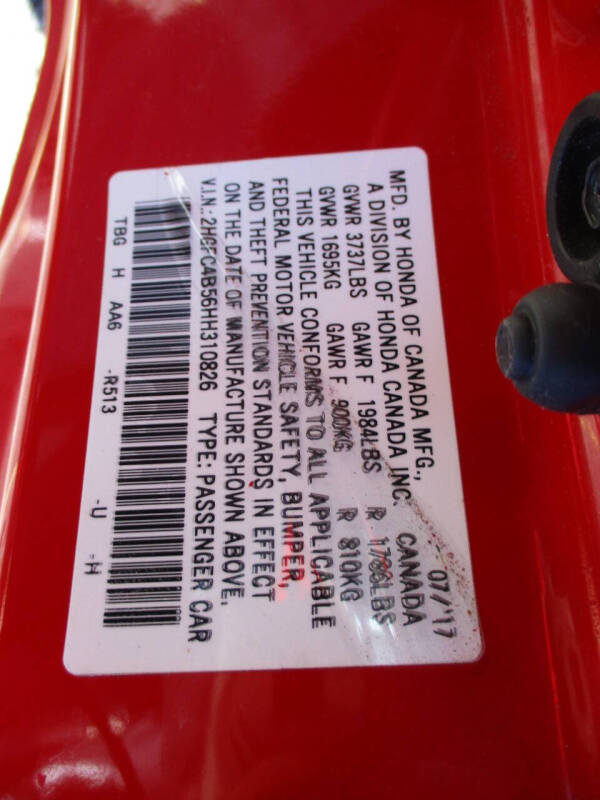 MFD. BY HONDA OF CANADA MFG., 07/17
A DIVISION OF HONDA CANADA INC. CANADA
GVWR 3737LBS GAWR F 1984LBS R 1786LBS
GVWR 1695KG GAWR F 900KG R 810KG
THIS VEHICLE CONFORMS TO ALL APPLICABLE
FEDERAL MOTOR VEHICLE SAFETY, BUMPER,
AND THEFT PREVENTION STANDARDS IN EFFECT
ON THE DATE OF MANUFACTURE SHOWN ABOVE.
V.I.N.: 2HGFC4B56HH310826 TYPE: PASSENGER CAR
TBG H AA6 -R513 -U -H